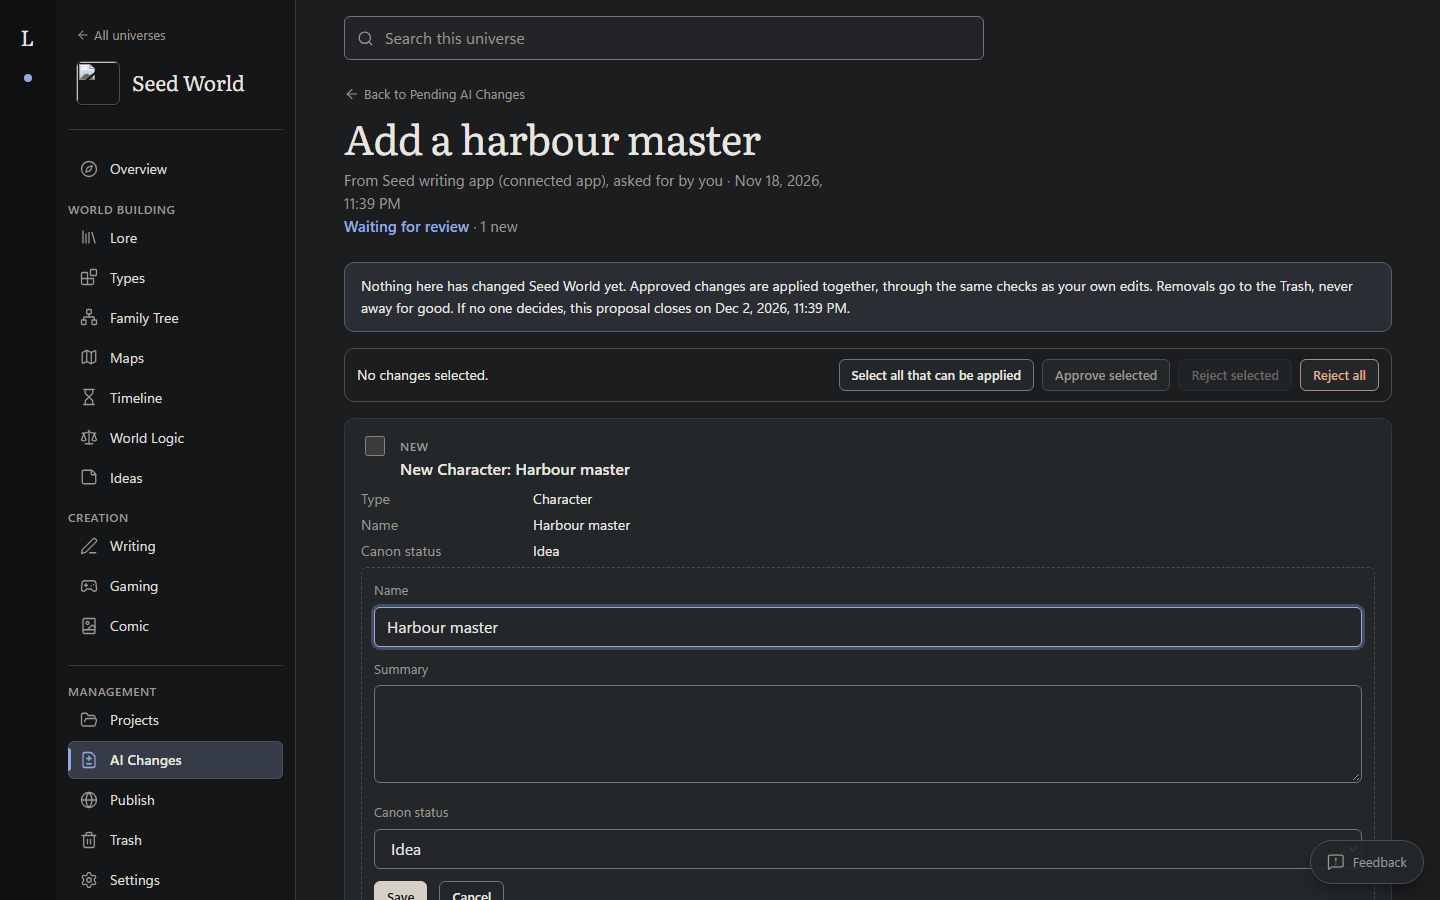 L
All universes
Seed World
Overview
WORLD BUILDING
Lore
Types
Family Tree
Maps
Timeline
World Logic
Ideas
CREATION
Writing
Gaming
Comic
MANAGEMENT
Projects
AI Changes
Publish
Trash
Settings
Search this universe
Back to Pending AI Changes
Add a harbour master
From Seed writing app (connected app), asked for by you · Nov 18, 2026,
11:39 PM
Waiting for review · 1 new
Nothing here has changed Seed World yet. Approved changes are applied together, through the same checks as your own edits. Removals go to the Trash, never
away for good. If no one decides, this proposal closes on Dec 2, 2026, 11:39 PM.
No changes selected.
Select all that can be applied
Approve selected
Reject selected
Reject all
NEW
New Character: Harbour master
Type Character
Name Harbour master
Canon status Idea
Name
Harbour master
Summary
Canon status
Idea
Save
Cancel
Feedback